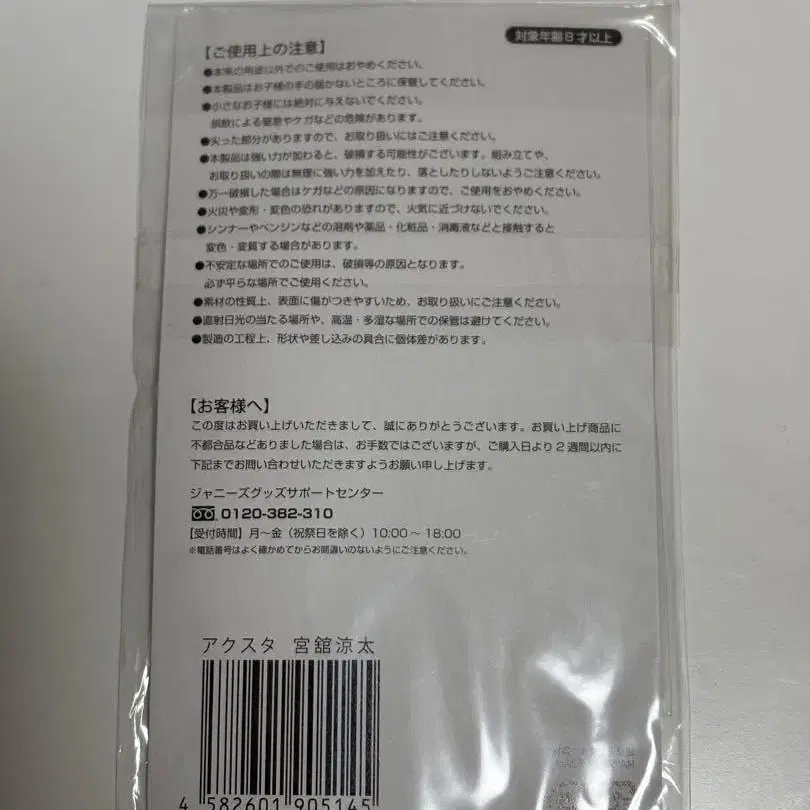 対象年齢8才以上
【ご使用上の注意】
●本来の用途以外でのご使用はおやめください。
●本製品はお子様の手の届かないところに保管してください。
●小さなお子様には絶対に与えないでください。
誤飲による窒息やケガなどの危険があります。
●尖った部分がありますので、お取り扱いにはご注意ください。
●本製品は強い力が加わると、破損する可能性がございます。組み立てや、
お取り扱いの際は無理に強い力を加えたり、落としたりしないようご注意ください。
●万一破損した場合はケガなどの原因になりますので、ご使用をおやめください。
●火災や変形・変色の恐れがありますので、火気に近づけないでください。
●シンナーやベンジンなどの溶剤や薬品・化粧品・消毒液などと接触すると
変色・変質する場合があります。
●不安定な場所でのご使用は、破損等の原因となります。
必ず平らな場所でご使用ください。
●素材の性質上、表面に傷がつきやすいため、お取り扱いにご注意ください。
●直射日光の当たる場所や、高温・多湿な場所での保管は避けてください。
●製造の工程上、形状や差し込みの具合に個体差があります。
【お客様へ】
この度はお買い上げいただきまして、誠にありがとうございます。お買い上げ商品に
不都合品などありました場合は、お手数ではございますが、ご購入日より2週間以内に
下記までお問い合わせいただきますようお願い申し上げます。
ジャニーズグッズサポートセンター
0120-382-310
【受付時間】月～金（祝祭日を除く）10:00～18:00
※電話番号はよく確かめてからお間違いのないようにご注意ください。
アクスタ 宮舘涼太
4 582601 905145